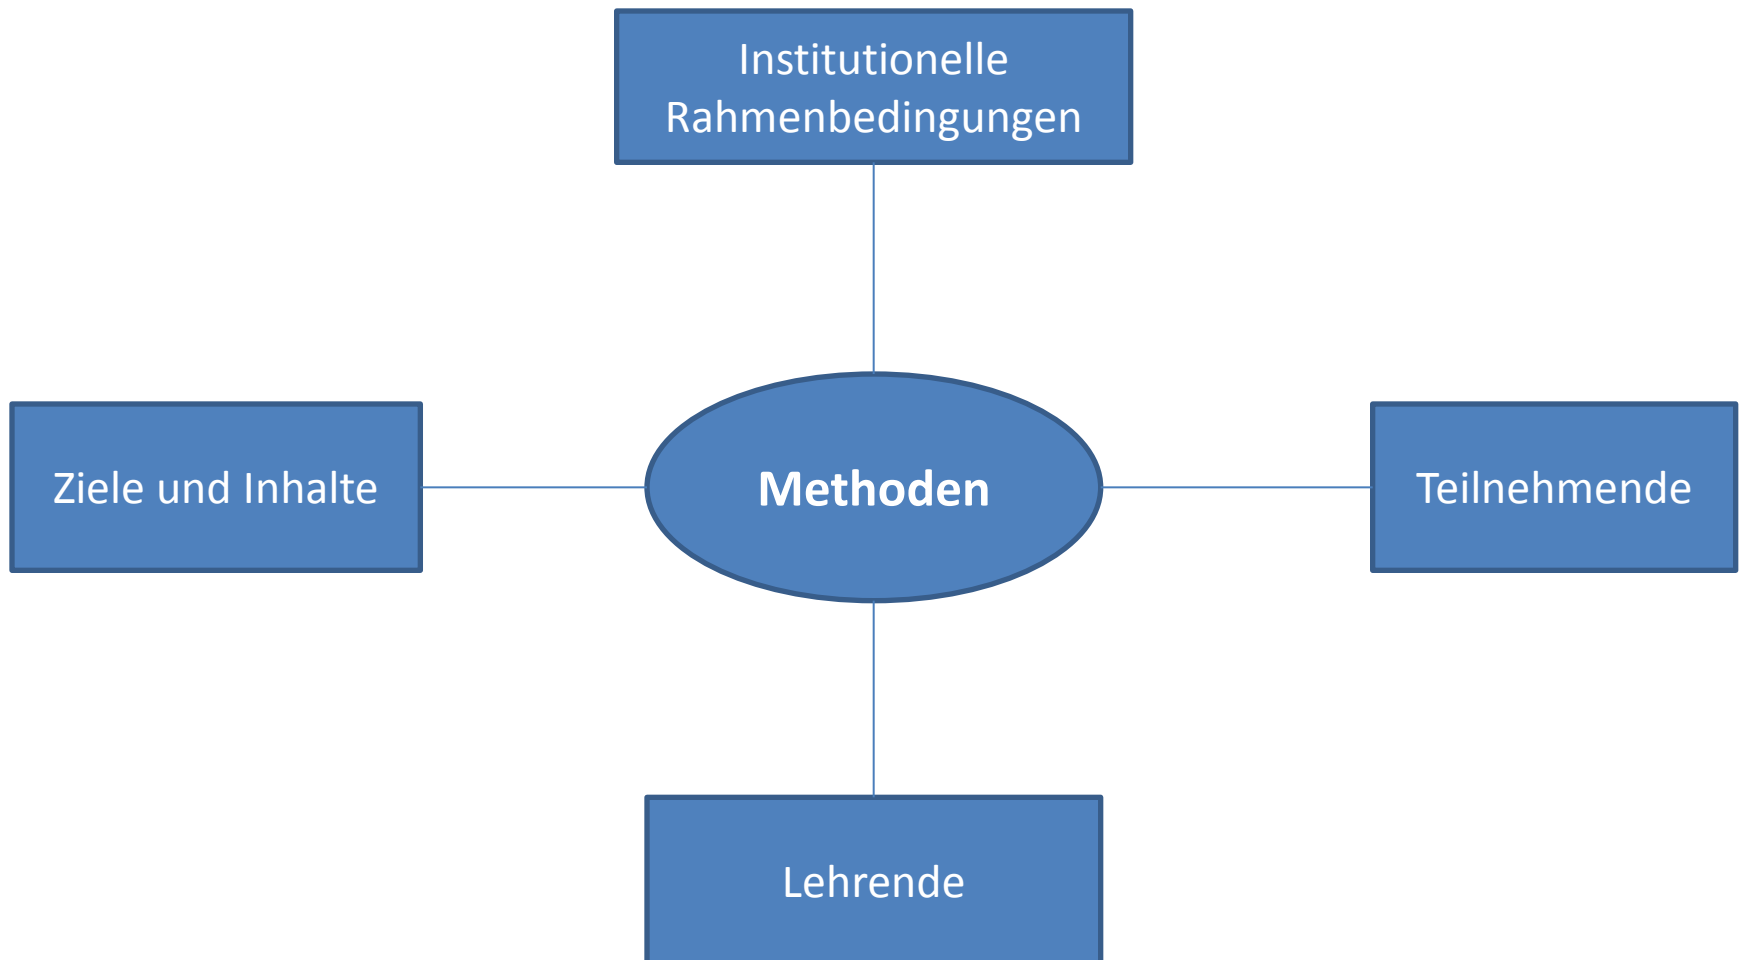 Institutionelle
Rahmenbedingungen
Ziele und Inhalte
Methoden
Teilnehmende
Lehrende